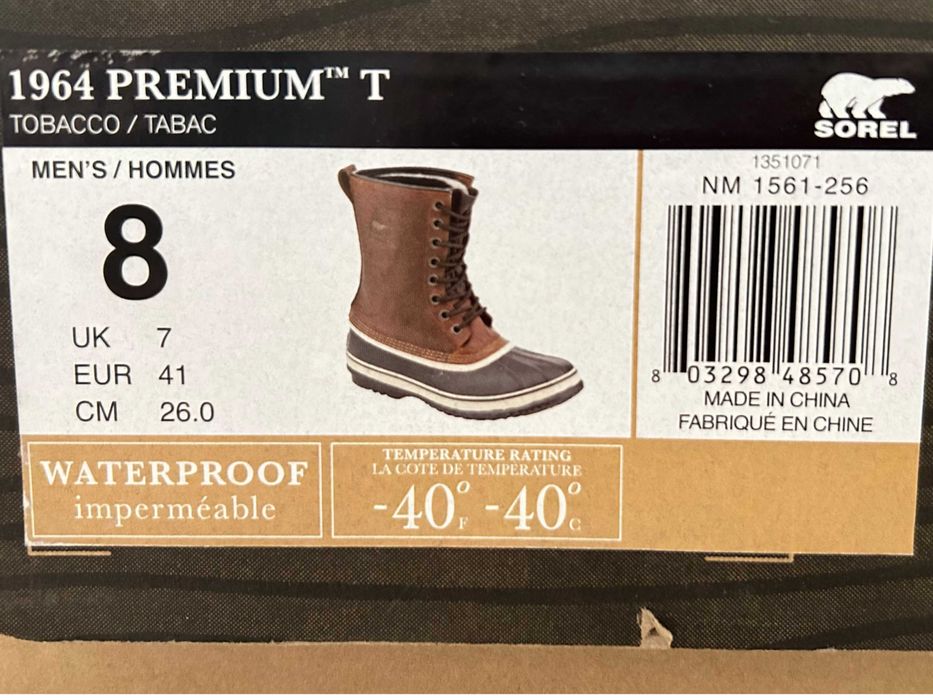 1964 PREMIUM™ T
TOBACCO / TABAC
SOREL
MEN'S / HOMMES
8
UK 7
EUR 41
CM 26.0
1351071
NM 1561-256
8 03298 48570 8
MADE IN CHINA
FABRIQUÉ EN CHINE
WATERPROOF
imperméable
TEMPERATURE RATING
LA COTE DE TEMPÉRATURE
-40°F -40°C